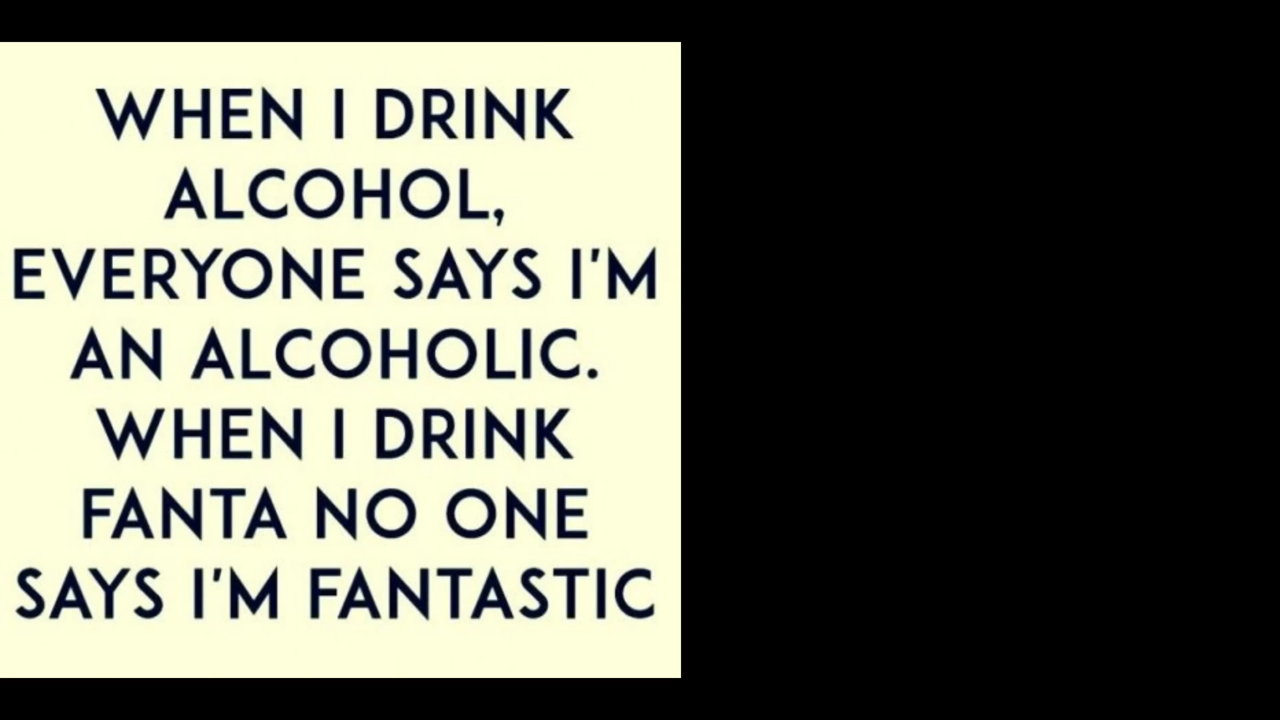 WHEN I DRINK
ALCOHOL,
EVERYONE SAYS I'M
AN ALCOHOLIC.
WHEN I DRINK
FANTA NO ONE
SAYS I'M FANTASTIC